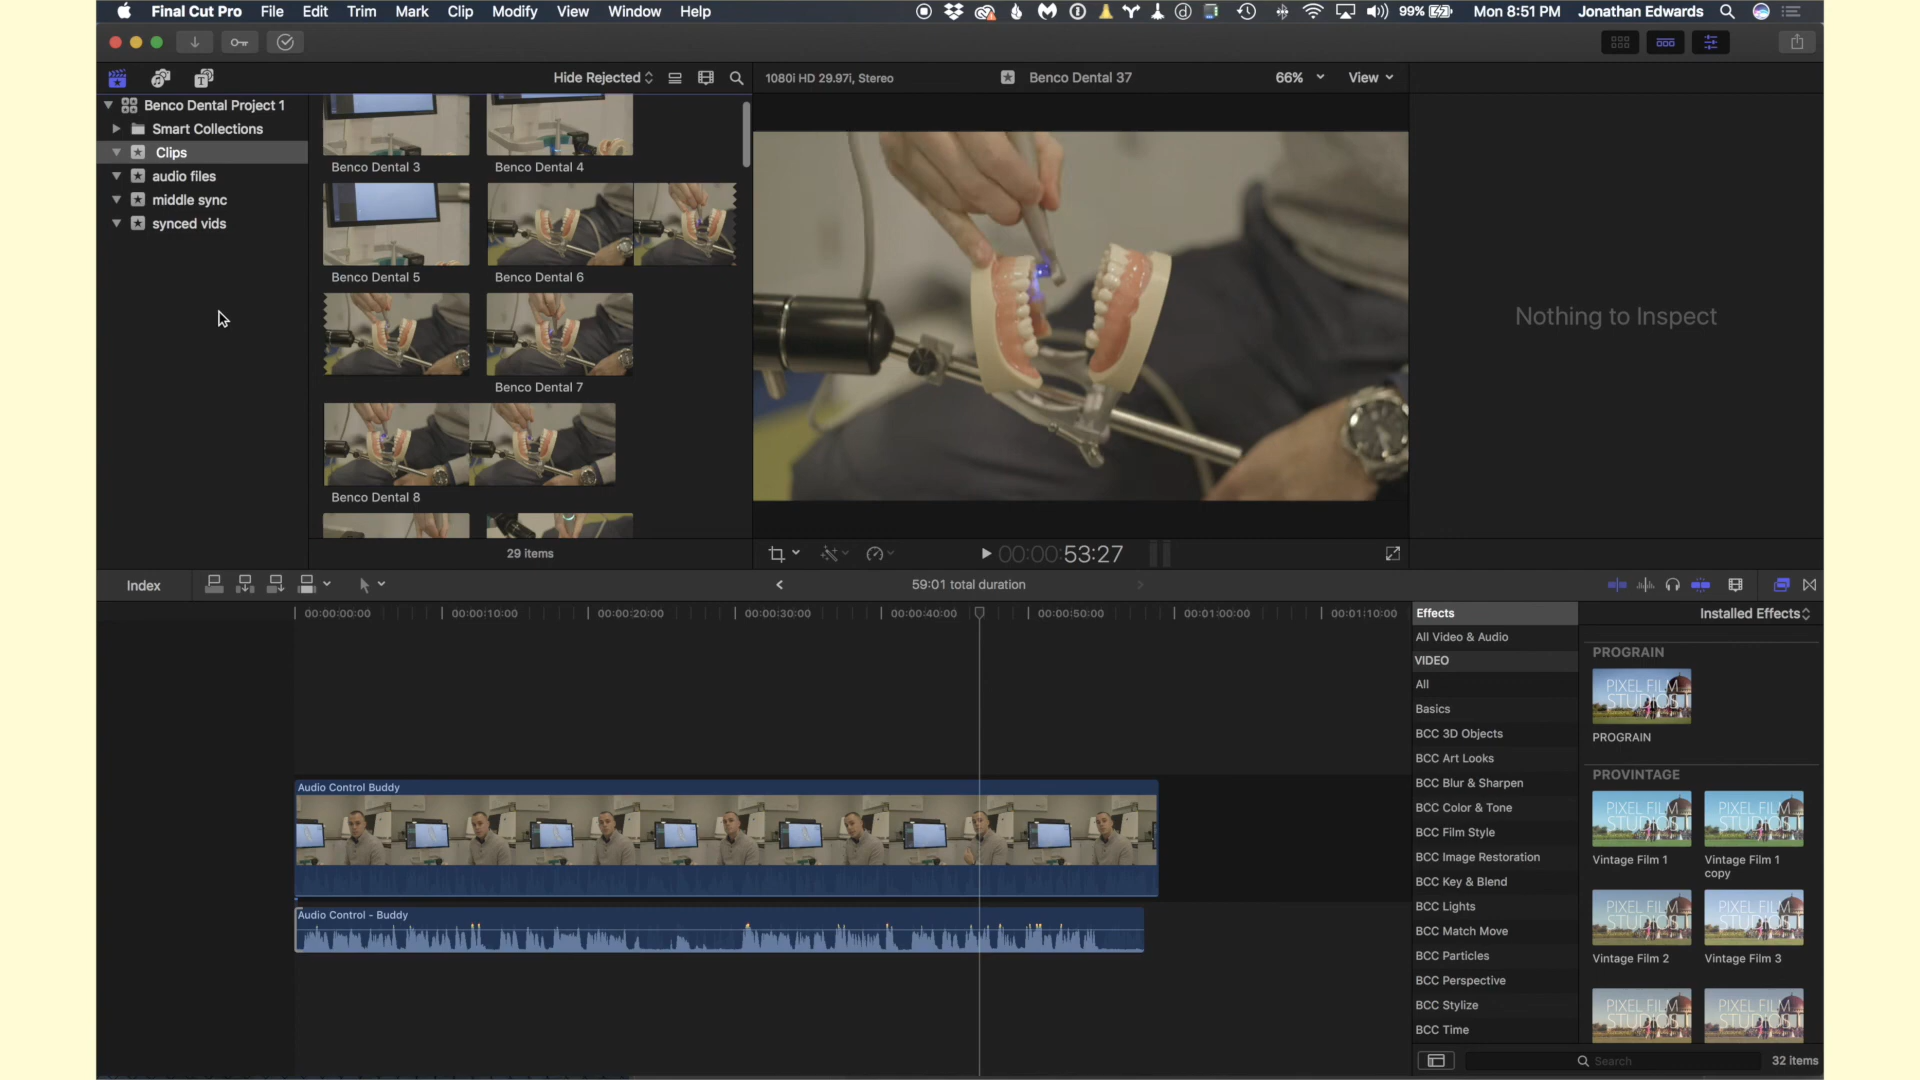 Final Cut Pro File Edit Trim Mark Clip Modify View Window Help 99% Mon 8:51 PM Jonathan Edwards
Hide Rejected
1080i HD 29.97i, Stereo
Benco Dental 37
66%
View
Benco Dental Project 1
Smart Collections
Clips
audio files
middle sync
synced vids
Benco Dental 3
Benco Dental 4
Benco Dental 5
Benco Dental 6
Benco Dental 7
Benco Dental 8
29 items
Nothing to Inspect
00:00:53:27
Index
59:01 total duration
00:00:00:00
00:00:10:00
00:00:20:00
00:00:30:00
00:00:40:00
00:00:50:00
00:01:00:00
00:01:10:00
Audio Control Buddy
Audio Control - Buddy
Effects
Installed Effects
All Video & Audio
VIDEO
All
Basics
BCC 3D Objects
BCC Art Looks
BCC Blur & Sharpen
BCC Color & Tone
BCC Film Style
BCC Image Restoration
BCC Key & Blend
BCC Lights
BCC Match Move
BCC Particles
BCC Perspective
BCC Stylize
BCC Time
PROGRAIN
PIXEL FILM
STUDIOS
PROGRAIN
PROVINTAGE
PIXEL FILM
STUDIOS
PIXEL FILM
STUDIOS
Vintage Film 1
Vintage Film 1
copy
PIXEL FILM
STUDIOS
PIXEL FILM
STUDIOS
Vintage Film 2
Vintage Film 3
PIXEL FILM
STUDIOS
PIXEL FILM
STUDIOS
Search
32 items